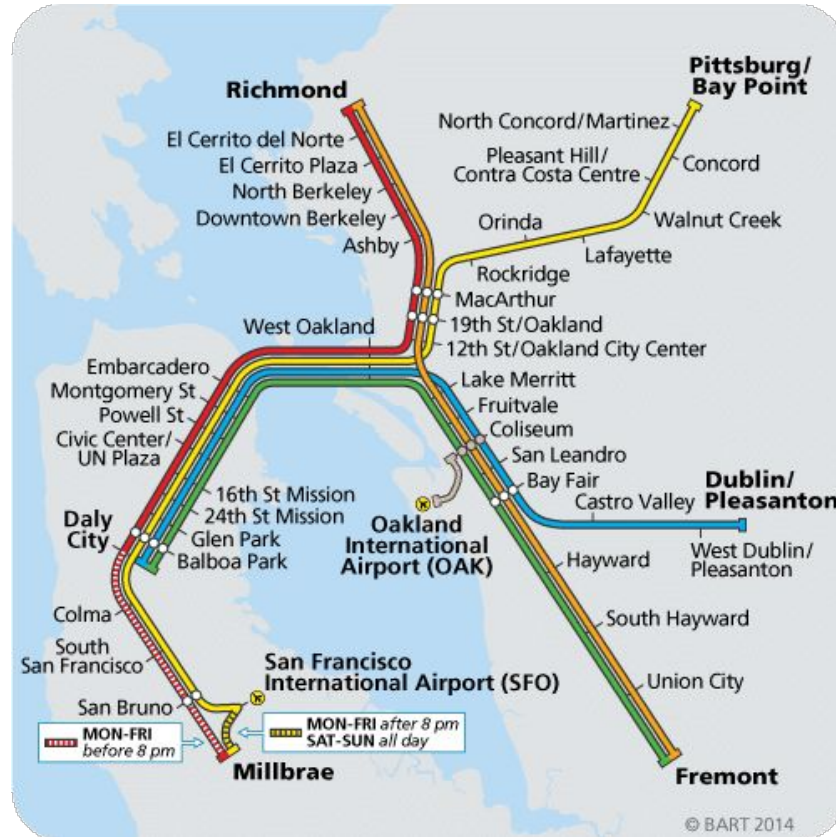 Richmond
El Cerrito del Norte
El Cerrito Plaza
North Berkeley
Downtown Berkeley
Ashby
Pittsburg/
Bay Point
North Concord/Martinez
Pleasant Hill/
Contra Costa Centre
Concord
Walnut Creek
Orinda
Lafayette
Rockridge
MacArthur
19th St/Oakland
12th St/Oakland City Center
West Oakland
Embarcadero
Montgomery St
Powell St
Civic Center/
UN Plaza
16th St Mission
24th St Mission
Glen Park
Balboa Park
Daly
City
Lake Merritt
Fruitvale
Coliseum
San Leandro
Bay Fair
Castro Valley
Dublin/
Pleasanton
West Dublin/
Pleasanton
Oakland
International
Airport (OAK)
Hayward
South Hayward
Union City
Fremont
Colma
South
San Francisco
San Bruno
San Francisco
International Airport (SFO)
MON-FRI
before 8 pm
MON-FRI after 8 pm
SAT-SUN all day
Millbrae
© BART 2014